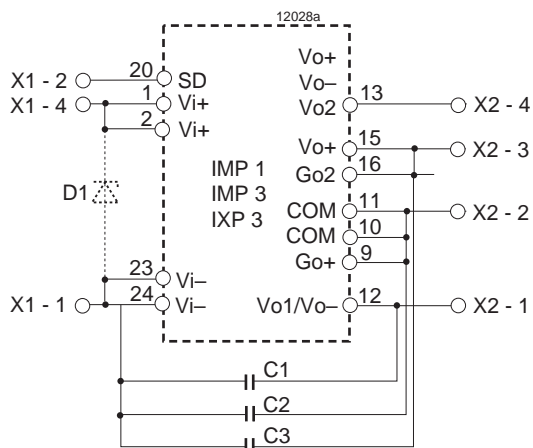 12028a
Vo+
Vo–
X1 - 2 20 SD Vo2 13 X2 - 4
X1 - 4 1 Vi+
2 Vi+ Vo+ 15 X2 - 3
Go2 16
D1 IMP 1
IMP 3
IXP 3
COM 11 X2 - 2
COM 10
Go+ 9
23 Vi–
X1 - 1 24 Vi– Vo1/Vo– 12 X2 - 1
C1
C2
C3